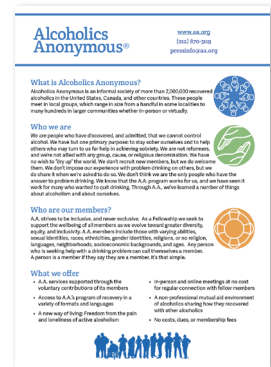 Alcoholics
Anonymous®
www.aa.org
(212) 870-3119
pressinfo@aa.org
What is Alcoholics Anonymous?
Alcoholics Anonymous is an informal society of more than 2,000,000 recovered
alcoholics in the United States, Canada, and other countries. These people
meet in local groups, which range in size from a handful in some localities to
many hundreds in larger communities whether in-person or virtually.
Who we are
We are people who have discovered, and admitted, that we cannot control
alcohol. We have but one primary purpose: to stay sober ourselves and to help
others who may turn to us for help in achieving sobriety. We are not reformers,
and we're not allied with any group, cause, or religious denomination. We have
no wish to "dry up" the world. We don't recruit new members, but we do welcome
them. We don't impose our experience with problem drinking on others, but we
do share it when we're asked to do so. We don't think we are the only people who have the
answer to problem drinking. We know that the A.A. program works for us, and we have seen it
work for many who wanted to quit drinking. Through A.A., we've learned a number of things
about alcoholism and about ourselves.
Who are our members?
A.A. strives to be inclusive, and never exclusive. As a Fellowship we seek to
support the wellbeing of all members as we evolve toward greater diversity,
equity, and inclusivity. A.A. members include those with varying abilities,
sexual identities, races, ethnicities, gender identities, religions, or no religion,
languages, neighborhoods, socioeconomic backgrounds, and ages. Any person
who is seeking help with a drinking problem can call themselves a member.
A person is a member if they say they are a member. It's that simple.
What we offer
• A.A. services supported through the
voluntary contributions of its members
• Access to A.A.'s program of recovery in a
variety of formats and languages
• A new way of living: Freedom from the pain
and loneliness of active alcoholism
• In-person and online meetings at no cost
for regular connection with fellow members
• A non-professional mutual aid environment
of alcoholics sharing how they recovered
with other alcoholics
• No costs, dues, or membership fees